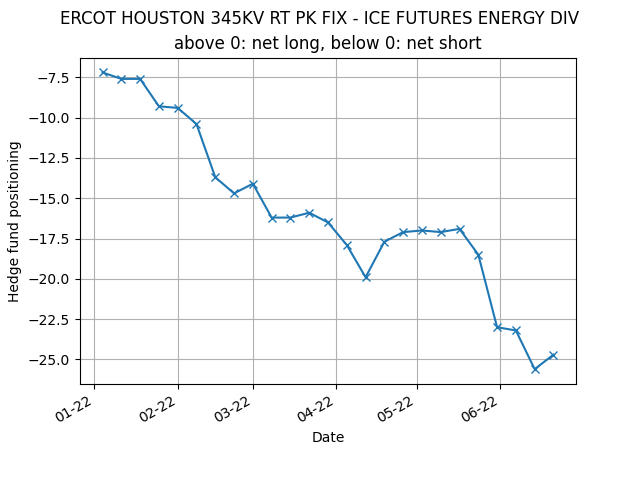 ERCOT HOUSTON 345KV RT PK FIX - ICE FUTURES ENERGY DIV
above 0: net long, below 0: net short
Hedge fund positioning
−7.5
−10.0
−12.5
−15.0
−17.5
−20.0
−22.5
−25.0
01-22 02-22 03-22 04-22 05-22 06-22
Date